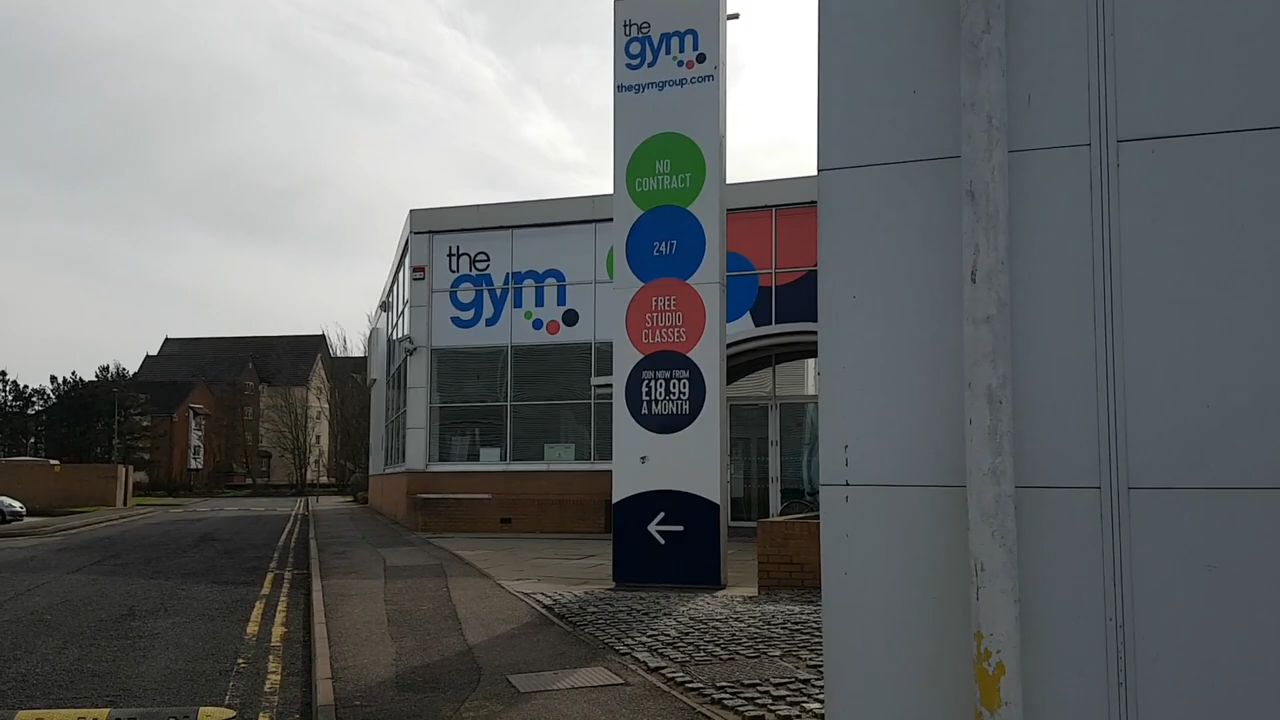 the
gym
thegymgroup.com
NO
CONTRACT
24/7
FREE
STUDIO
CLASSES
JOIN NOW FROM
£18.99
A MONTH
the
gym